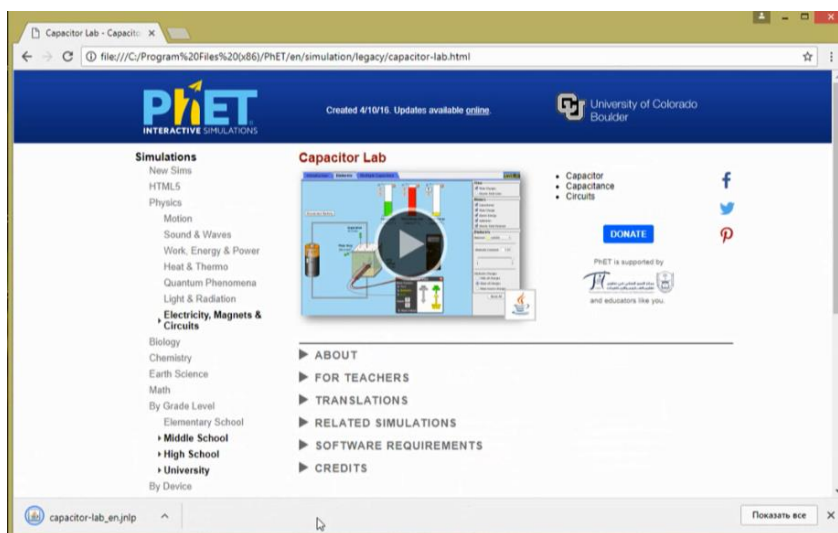 Capacitor Lab - Capacito
file:///C:/Program%20Files%20(x86)/PhET/en/simulation/legacy/capacitor-lab.html
PhET
INTERACTIVE SIMULATIONS
Created 4/10/16. Updates available online.
University of Colorado
Boulder
Simulations
New Sims
HTML5
Physics
Motion
Sound & Waves
Work, Energy & Power
Heat & Thermo
Quantum Phenomena
Light & Radiation
Electricity, Magnets &
Circuits
Biology
Chemistry
Earth Science
Math
By Grade Level
Elementary School
Middle School
High School
University
By Device
Capacitor Lab
Capacitor
Capacitance
Circuits
DONATE
PhET is supported by
and educators like you.
ABOUT
FOR TEACHERS
TRANSLATIONS
RELATED SIMULATIONS
SOFTWARE REQUIREMENTS
CREDITS
capacitor-lab_en.jnlp
Показать все